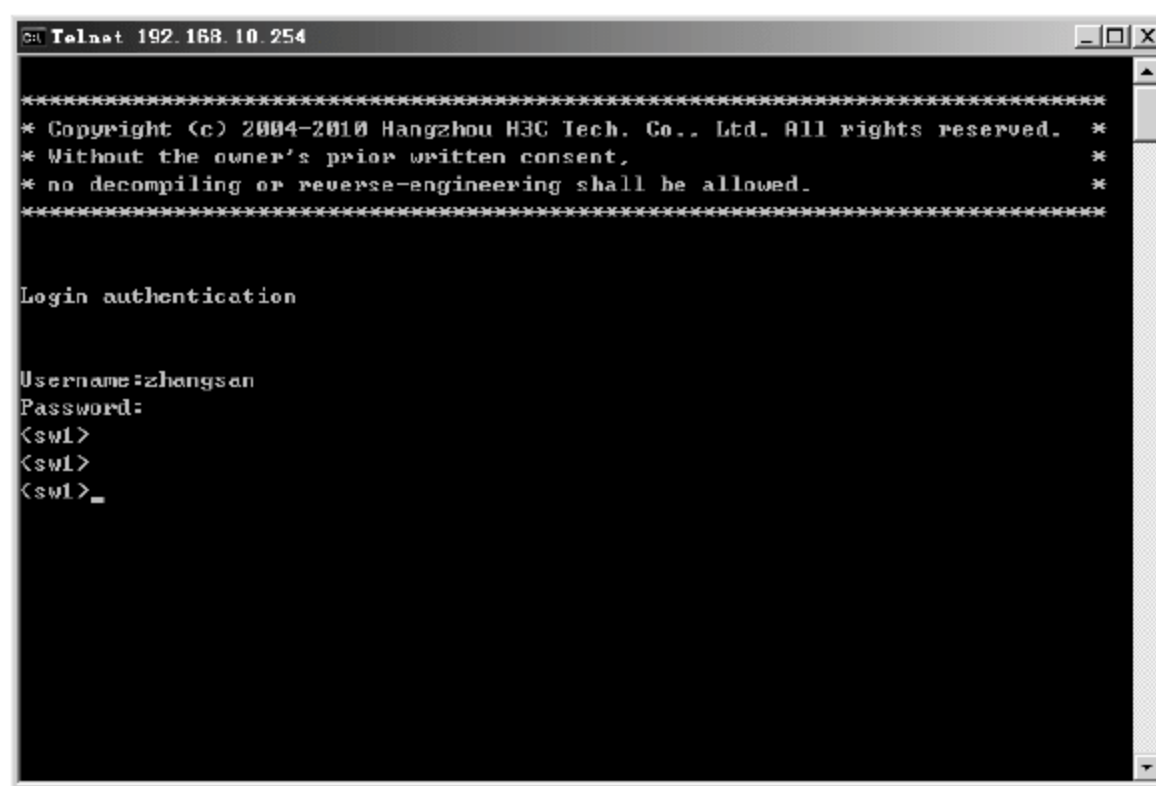 Telnet 192.168.10.254
**********************************************************************************
* Copyright (c) 2004-2010 Hangzhou H3C Tech. Co., Ltd. All rights reserved. *
* Without the owner's prior written consent, *
* no decompiling or reverse-engineering shall be allowed. *
**********************************************************************************
Login authentication
Username:zhangsan
Password:
<sw1>
<sw1>
<sw1>_